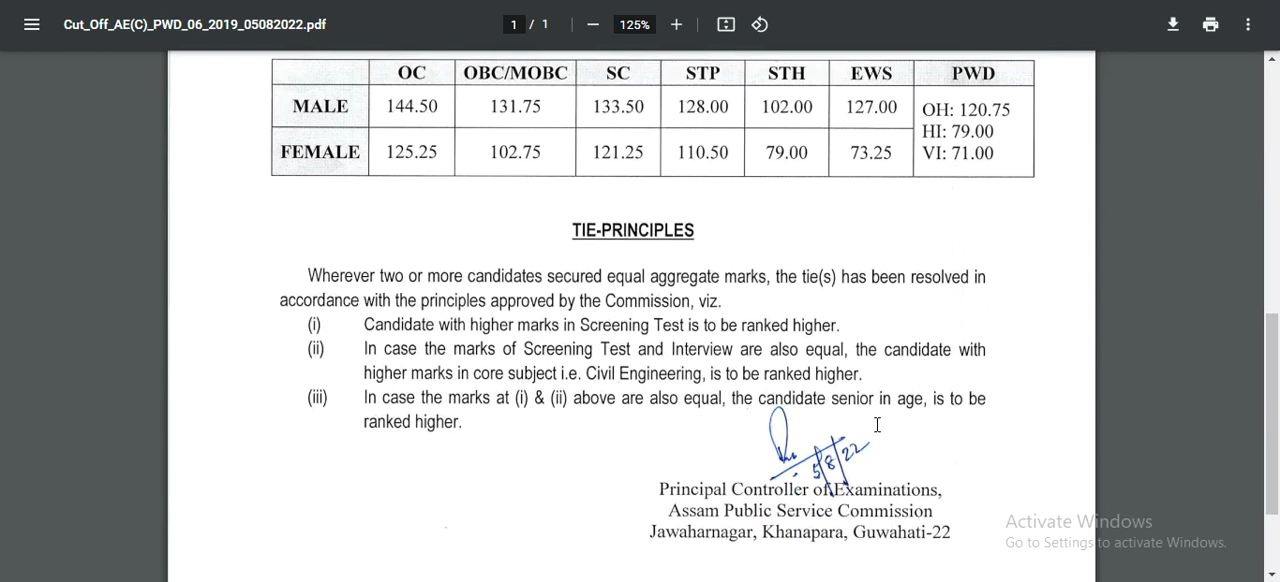 Cut_Off_AE(C)_PWD_06_2019_05082022.pdf 1 / 1 125%
OC OBC/MOBC SC STP STH EWS PWD
MALE 144.50 131.75 133.50 128.00 102.00 127.00 OH: 120.75
HI: 79.00
FEMALE 125.25 102.75 121.25 110.50 79.00 73.25 VI: 71.00
TIE-PRINCIPLES
Wherever two or more candidates secured equal aggregate marks, the tie(s) has been resolved in
accordance with the principles approved by the Commission, viz.
(i) Candidate with higher marks in Screening Test is to be ranked higher.
(ii) In case the marks of Screening Test and Interview are also equal, the candidate with
higher marks in core subject i.e. Civil Engineering, is to be ranked higher.
(iii) In case the marks at (i) & (ii) above are also equal, the candidate senior in age, is to be
ranked higher.
5/8/22
Principal Controller of Examinations,
Assam Public Service Commission
Jawaharnagar, Khanapara, Guwahati-22
Activate Windows
Go to Settings to activate Windows.